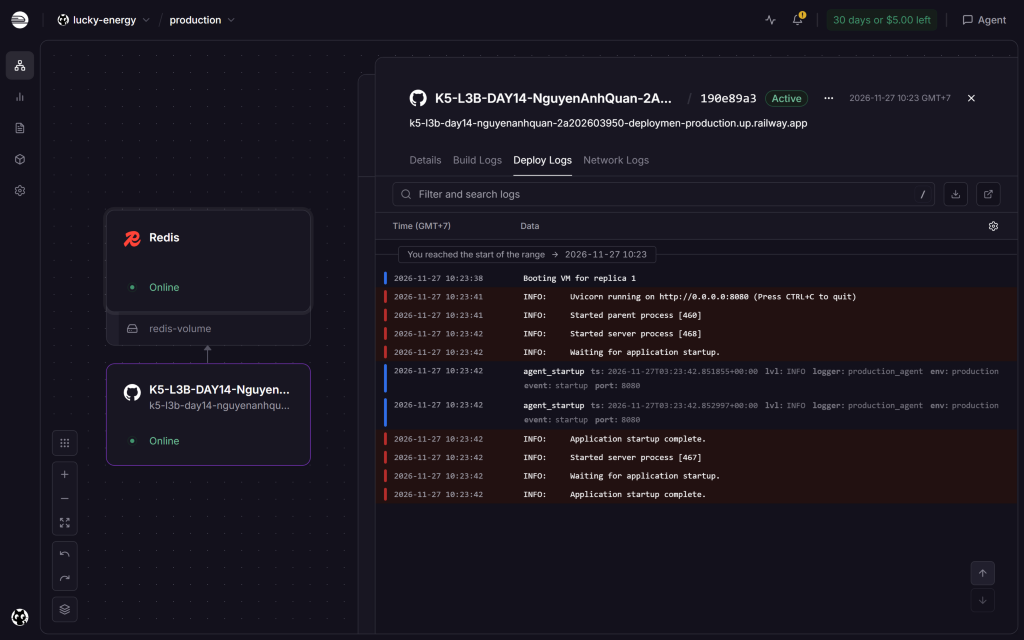 lucky-energy / production
1
30 days or $5.00 left
Agent
Redis
Online
redis-volume
K5-L3B-DAY14-Nguyen...
k5-l3b-day14-nguyenanhqu...
Online
K5-L3B-DAY14-NguyenAnhQuan-2A... / 190e89a3 Active ... 2026-11-27 10:23 GMT+7
k5-l3b-day14-nguyenanhquan-2a202603950-deploymen-production.up.railway.app
Details Build Logs Deploy Logs Network Logs
Filter and search logs /
Time (GMT+7) Data
You reached the start of the range → 2026-11-27 10:23
2026-11-27 10:23:38 Booting VM for replica 1
2026-11-27 10:23:41 INFO: Uvicorn running on http://0.0.0.0:8080 (Press CTRL+C to quit)
2026-11-27 10:23:41 INFO: Started parent process [460]
2026-11-27 10:23:42 INFO: Started server process [468]
2026-11-27 10:23:42 INFO: Waiting for application startup.
2026-11-27 10:23:42 agent_startup ts: 2026-11-27T03:23:42.851855+00:00 lvl: INFO logger: production_agent env: production
event: startup port: 8080
2026-11-27 10:23:42 agent_startup ts: 2026-11-27T03:23:42.852997+00:00 lvl: INFO logger: production_agent env: production
event: startup port: 8080
2026-11-27 10:23:42 INFO: Application startup complete.
2026-11-27 10:23:42 INFO: Started server process [467]
2026-11-27 10:23:42 INFO: Waiting for application startup.
2026-11-27 10:23:42 INFO: Application startup complete.